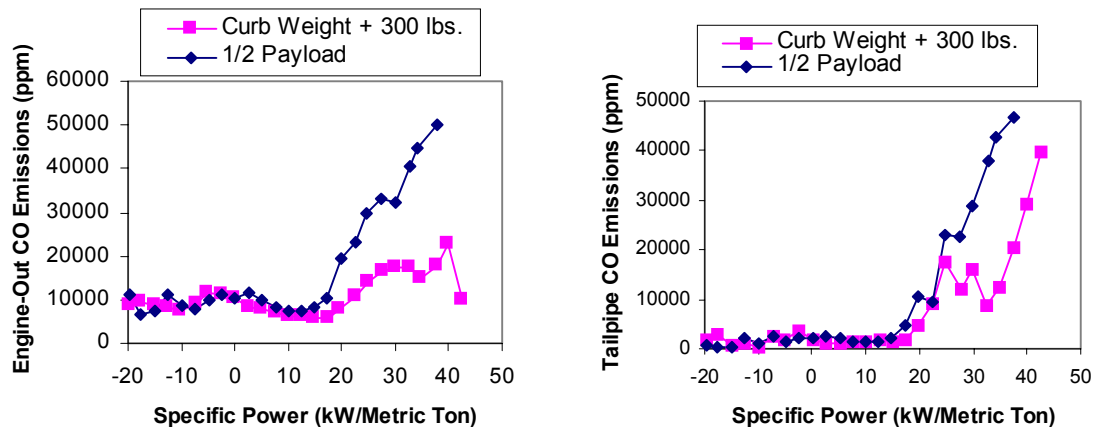 Curb Weight + 300 lbs.
1/2 Payload
Engine-Out CO Emissions (ppm)
60000
50000
40000
30000
20000
10000
0
-20 -10 0 10 20 30 40 50
Specific Power (kW/Metric Ton)
Curb Weight + 300 lbs.
1/2 Payload
Tailpipe CO Emissions (ppm)
50000
40000
30000
20000
10000
0
-20 -10 0 10 20 30 40 50
Specific Power (kW/Metric Ton)